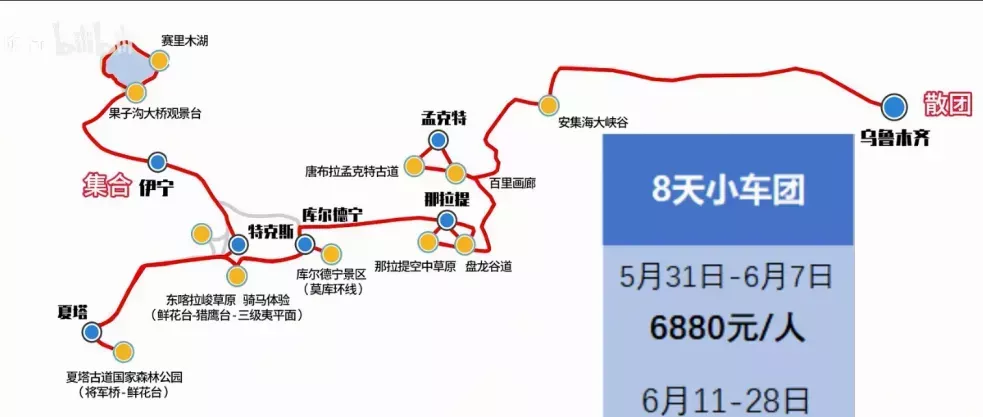 bilibili
赛里木湖
果子沟大桥观景台
集合
伊宁
孟克特
唐布拉孟克特古道
百里画廊
安集海大峡谷
散团
乌鲁木齐
8天小车团
5月31日-6月7日
6880元/人
6月11-28日
特克斯
库尔德宁
那拉提
那拉提空中草原
盘龙谷道
库尔德宁景区
（莫库环线）
东喀拉峻草原 骑马体验
（鲜花台-猎鹰台-三级夷平面）
夏塔
夏塔古道国家森林公园
（将军桥-鲜花台）